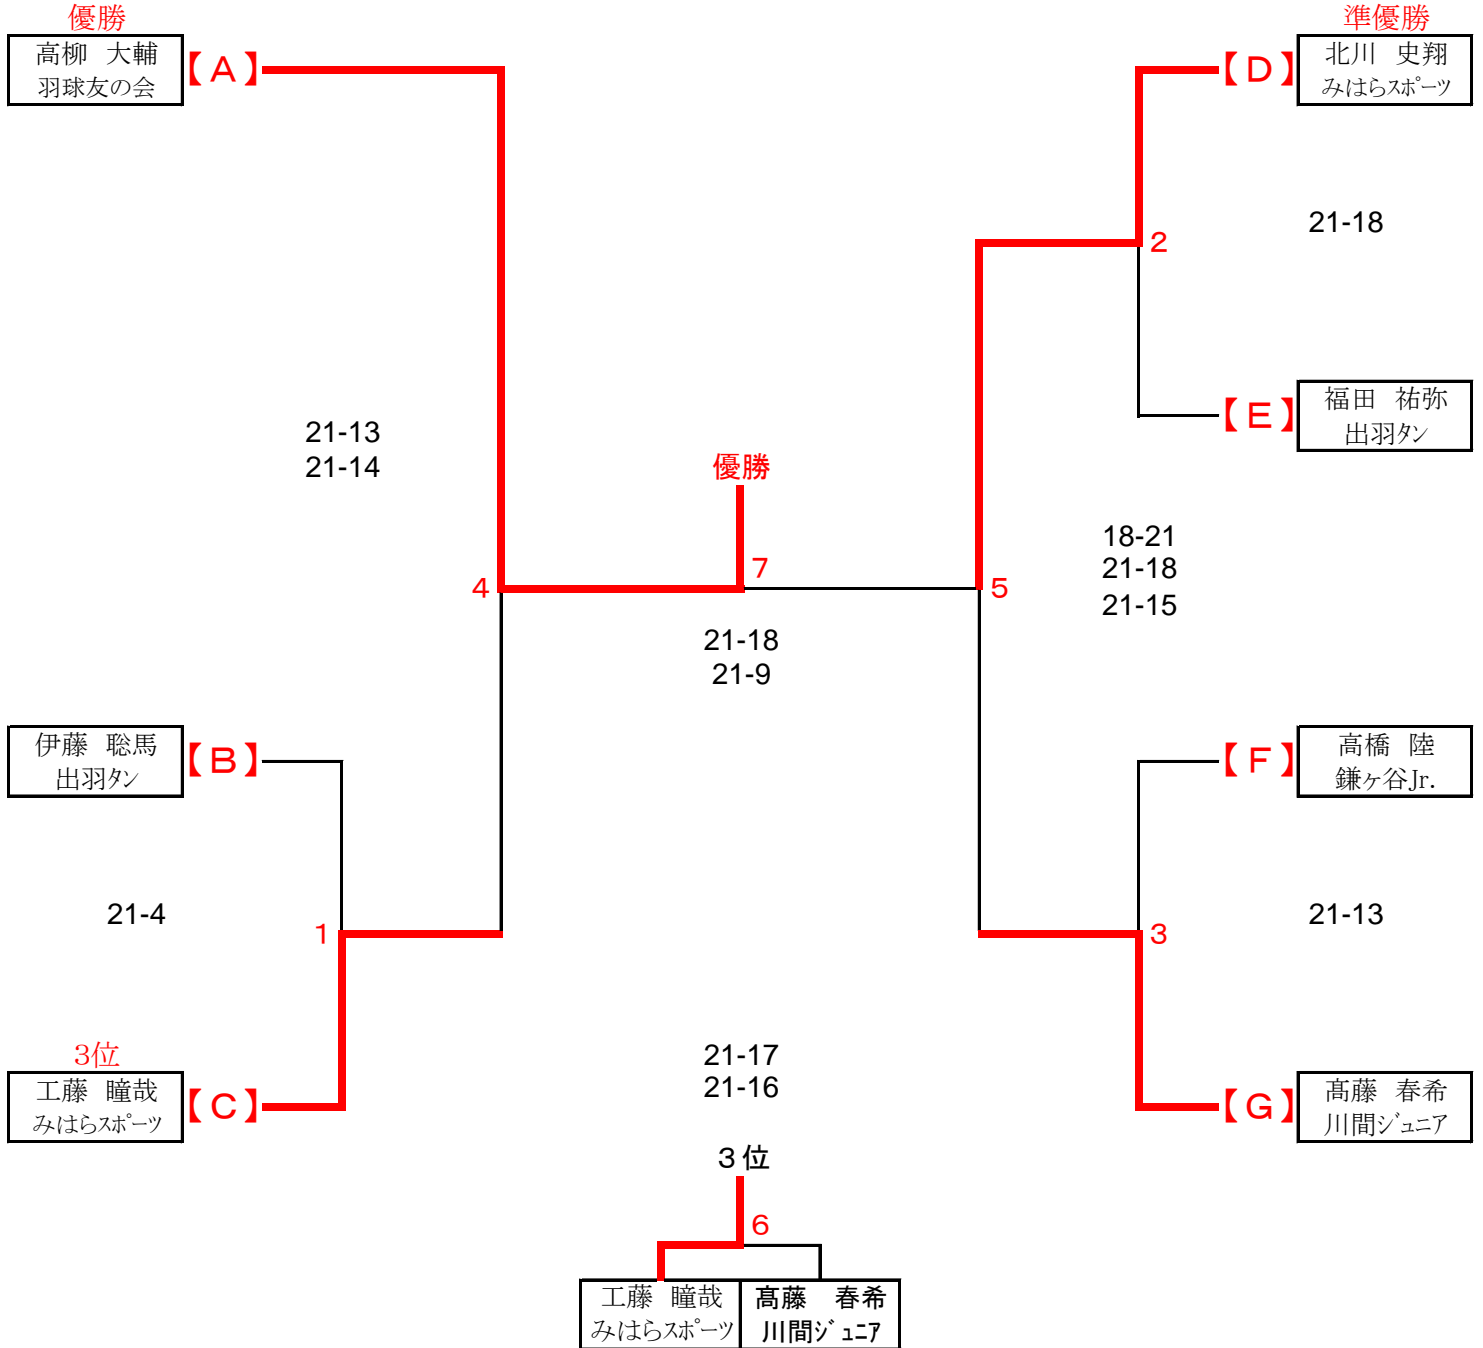 優勝
高柳　大輔
羽球友の会
【A】
準優勝
【D】
北川　史翔
みはらスポーツ
2
21-18
【E】
福田　祐弥
出羽タン
21-13
21-14
優勝
18-21
21-18
21-15
4
7
5
21-18
21-9
伊藤　聡馬
出羽タン
【B】
【F】
高橋　陸
鎌ヶ谷Jr.
21-4
1
3
21-13
3位
工藤　瞳哉
みはらスポーツ
【C】
21-17
21-16
【G】
髙藤　春希
川間ジュニア
3位
6
工藤　瞳哉
みはらスポーツ
髙藤　春希
川間ジュニア